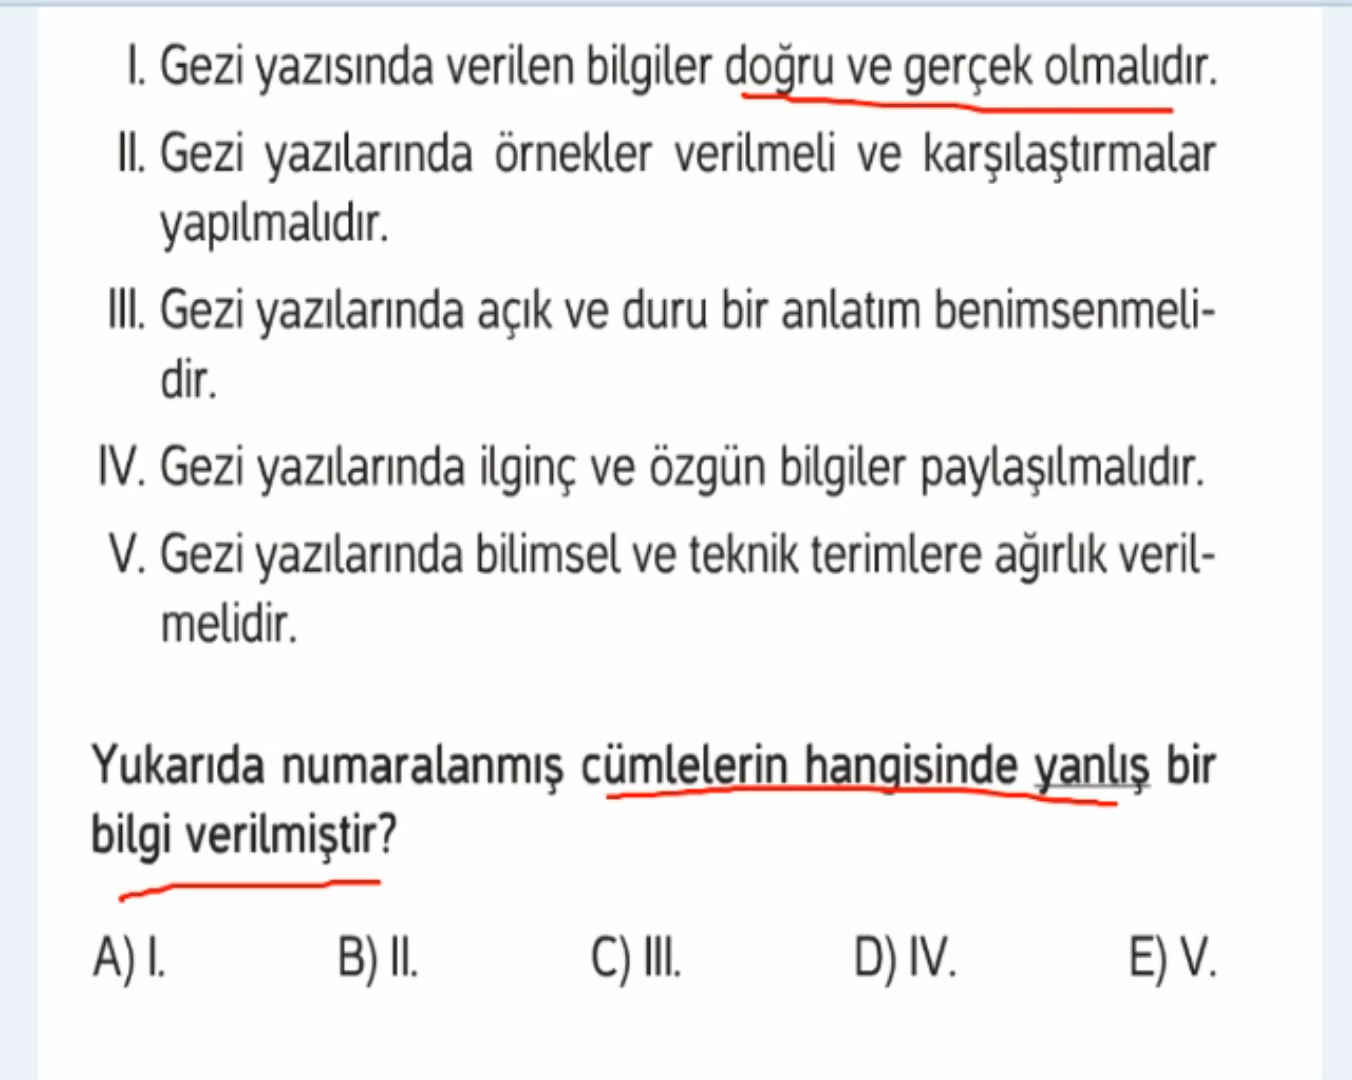 I. Gezi yazısında verilen bilgiler doğru ve gerçek olmalıdır.
II. Gezi yazılarında örnekler verilmeli ve karşılaştırmalar
yapılmalıdır.
III. Gezi yazılarında açık ve duru bir anlatım benimsenmeli-
dir.
IV. Gezi yazılarında ilginç ve özgün bilgiler paylaşılmalıdır.
V. Gezi yazılarında bilimsel ve teknik terimlere ağırlık veril-
melidir.
Yukarıda numaralanmış cümlelerin hangisinde yanlış bir
bilgi verilmiştir?
A) I. B) II. C) III. D) IV. E) V.